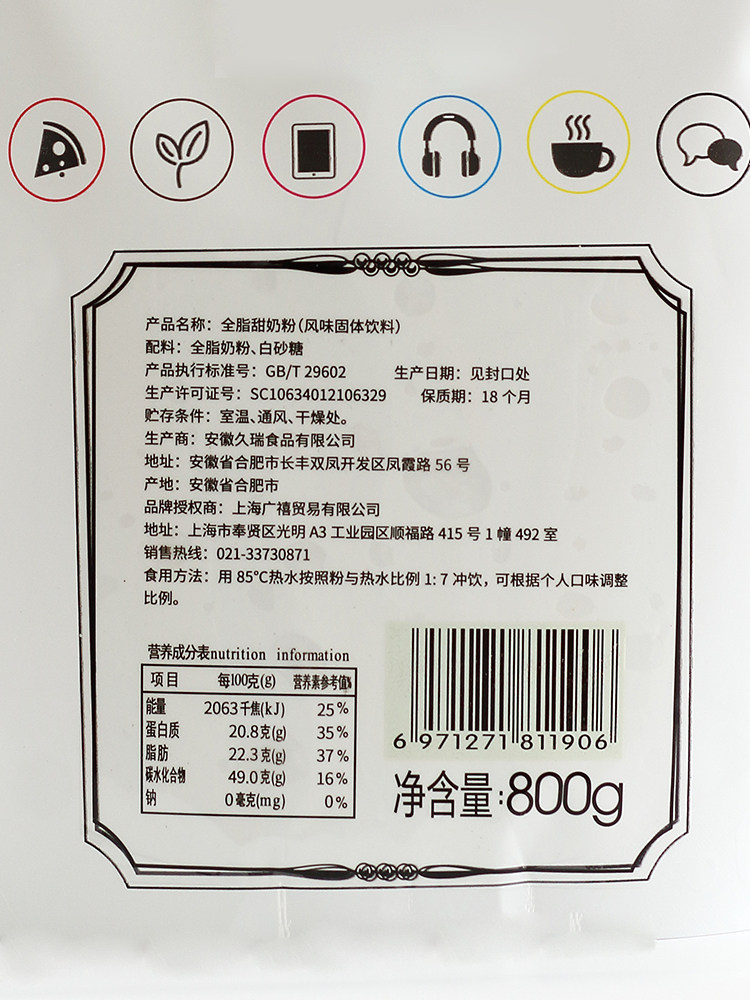 产品名称：全脂甜奶粉（风味固体饮料）
配料：全脂奶粉、白砂糖
产品执行标准号：GB/T 29602 生产日期：见封口处
生产许可证号：SC10634012106329 保质期：18 个月
贮存条件：室温、通风、干燥处。
生产商：安徽久瑞食品有限公司
地址：安徽省合肥市长丰双凤开发区凤霞路 56 号
产地：安徽省合肥市
品牌授权商：上海广禧贸易有限公司
地址：上海市奉贤区光明 A3 工业园区顺福路 415 号 1 幢 492 室
销售热线：021-33730871
食用方法：用 85℃热水按照粉与热水比例 1: 7 冲饮，可根据个人口味调整
比例。
营养成分表nutrition information
项目 每100克(g) 营养素参考值%
能量 2063千焦(kJ) 25%
蛋白质 20.8克(g) 35%
脂肪 22.3克(g) 37%
碳水化合物 49.0克(g) 16%
钠 0毫克(mg) 0%
6 971271 811906
净含量:800g